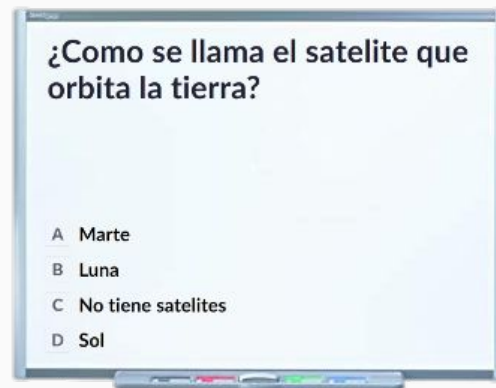 ¿Como se llama el satelite que
orbita la tierra?
A Marte
B Luna
C No tiene satelites
D Sol